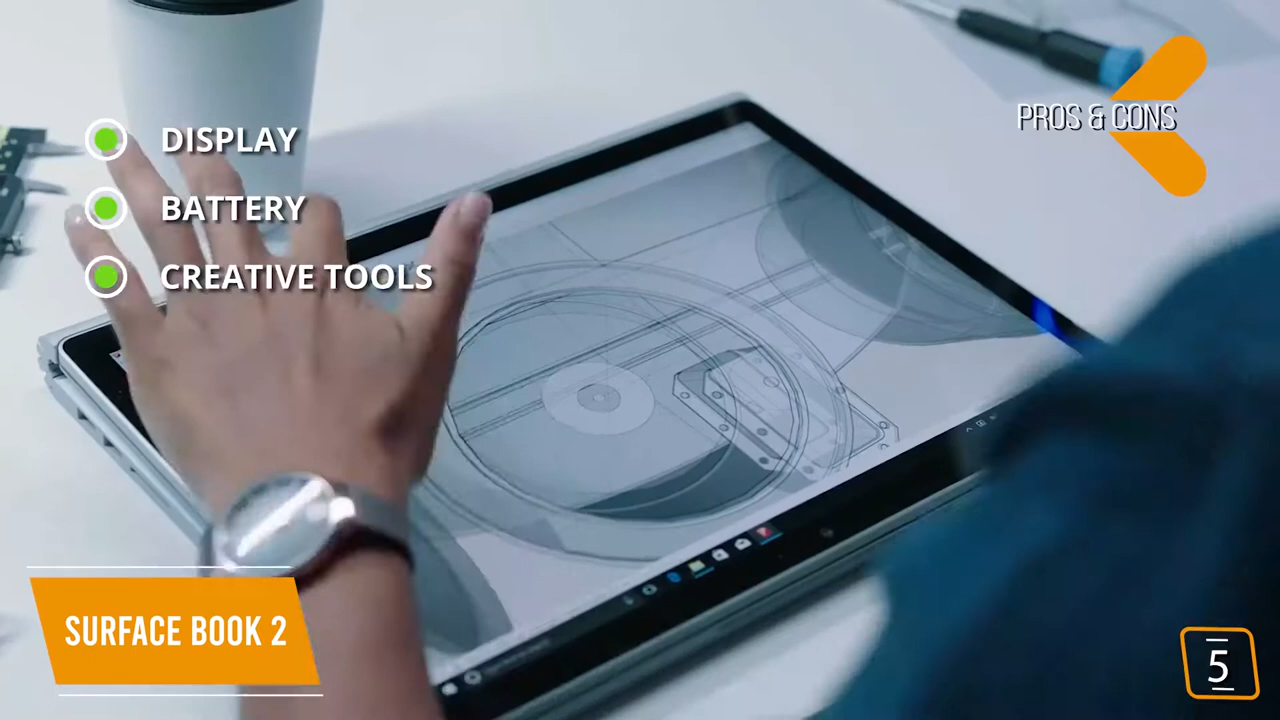 DISPLAY
BATTERY
CREATIVE TOOLS
PROS & CONS
SURFACE BOOK 2
5